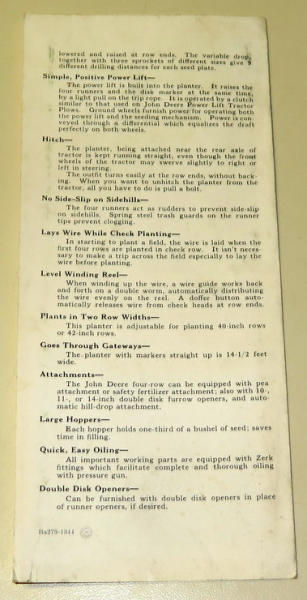 lowered and raised at row ends. The variable drop,
together with three sprockets of different sizes give 9
different drilling distances for each seed plate.
Simple, Positive Power Lift—
The power lift is built into the planter. It raises the
four runners and the disk marker at the same time,
by a light pull on the trip rope. It is operated by a clutch
similar to that used on John Deere Power Lift Tractor
Plows. Ground wheels furnish power for operating both
the power lift and the seeding mechanism. Power is con-
veyed through a differential which equalizes the draft
perfectly on both wheels.
Hitch—
The planter, being attached near the rear axle of
tractor is kept running straight, even though the front
wheels of the tractor may swerve slightly to right or
left in steering.
The outfit turns easily at the row ends, without back-
ing. When you want to unhitch the planter from the
tractor, all you have to do is pull a bolt.
No Side-Slip on Sidehills—
The four runners act as rudders to prevent side-slip
on sidehills. Spring steel trash guards on the runner
tips prevent clogging.
Lays Wire While Check Planting—
In starting to plant a field, the wire is laid when the
first four rows are planted in check row. It isn't neces-
sary to make a trip across the field especially to lay the
wire before planting.
Level Winding Reel—
When winding up the wire, a wire guide works back
and forth on a double worm, automatically distributing
the wire evenly on the reel. A doffer button auto-
matically releases wire from check heads at row ends.
Plants in Two Row Widths—
This planter is adjustable for planting 40-inch rows
or 42-inch rows.
Goes Through Gateways—
The planter with markers straight up is 14-1/2 feet
wide.
Attachments—
The John Deere four-row can be equipped with pea
attachment or safety fertilizer attachment; also with 10-,
11-, or 14-inch double disk furrow openers, and auto-
matic hill-drop attachment.
Large Hoppers—
Each hopper holds one-third of a bushel of seed; saves
time in filling.
Quick, Easy Oiling—
All important working parts are equipped with Zerk
fittings which facilitate complete and thorough oiling
with pressure gun.
Double Disk Openers—
Can be furnished with double disk openers in place
of runner openers, if desired.